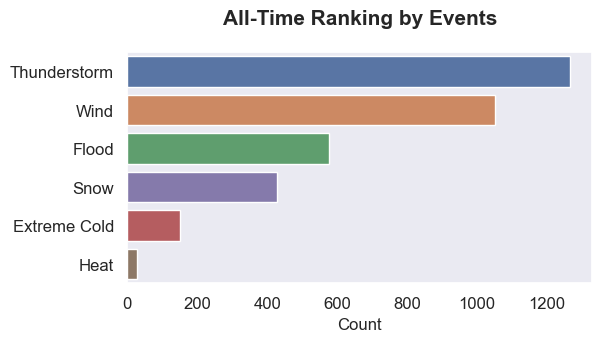 All-Time Ranking by Events
Thunderstorm
Wind
Flood
Snow
Extreme Cold
Heat
0 200 400 600 800 1000 1200
Count